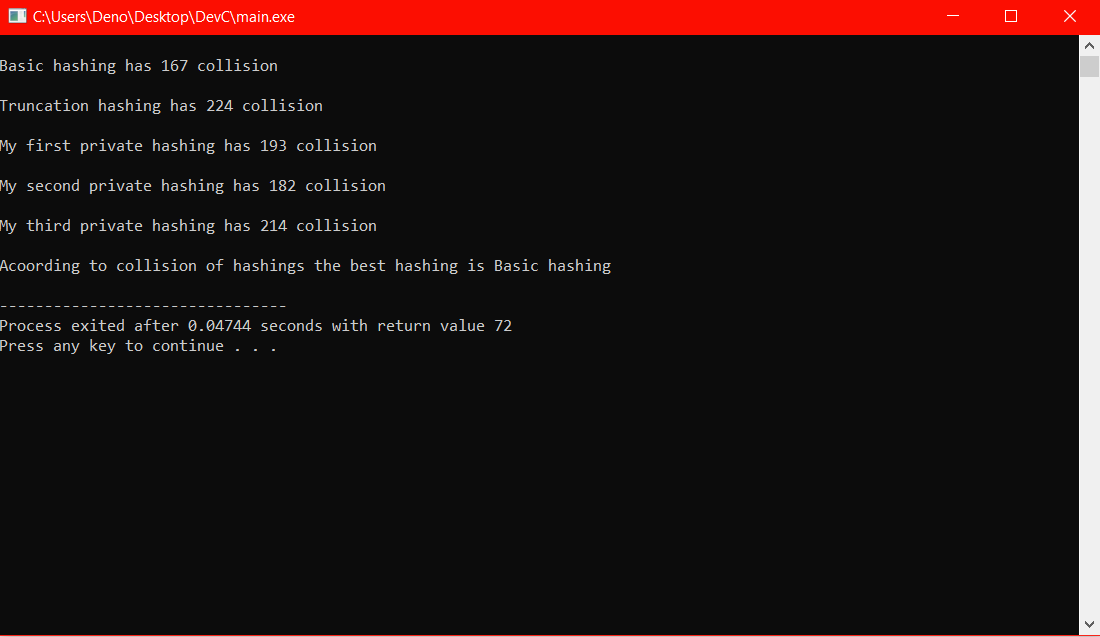 C:\Users\Deno\Desktop\DevC\main.exe
Basic hashing has 167 collision
Truncation hashing has 224 collision
My first private hashing has 193 collision
My second private hashing has 182 collision
My third private hashing has 214 collision
Acoording to collision of hashings the best hashing is Basic hashing
--------------------------------
Process exited after 0.04744 seconds with return value 72
Press any key to continue . . .